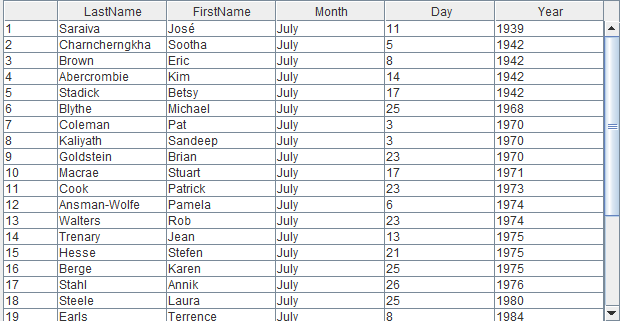 LastName FirstName Month Day Year
1 Saraiva José July 11 1939
2 Charncherngkha Sootha July 5 1942
3 Brown Eric July 8 1942
4 Abercrombie Kim July 14 1942
5 Stadick Betsy July 17 1942
6 Blythe Michael July 25 1968
7 Coleman Pat July 3 1970
8 Kaliyath Sandeep July 3 1970
9 Goldstein Brian July 23 1970
10 Macrae Stuart July 17 1971
11 Cook Patrick July 23 1973
12 Ansman-Wolfe Pamela July 6 1974
13 Walters Rob July 23 1974
14 Trenary Jean July 13 1975
15 Hesse Stefen July 21 1975
16 Berge Karen July 25 1975
17 Stahl Annik July 26 1976
18 Steele Laura July 25 1980
19 Earls Terrence July 8 1984